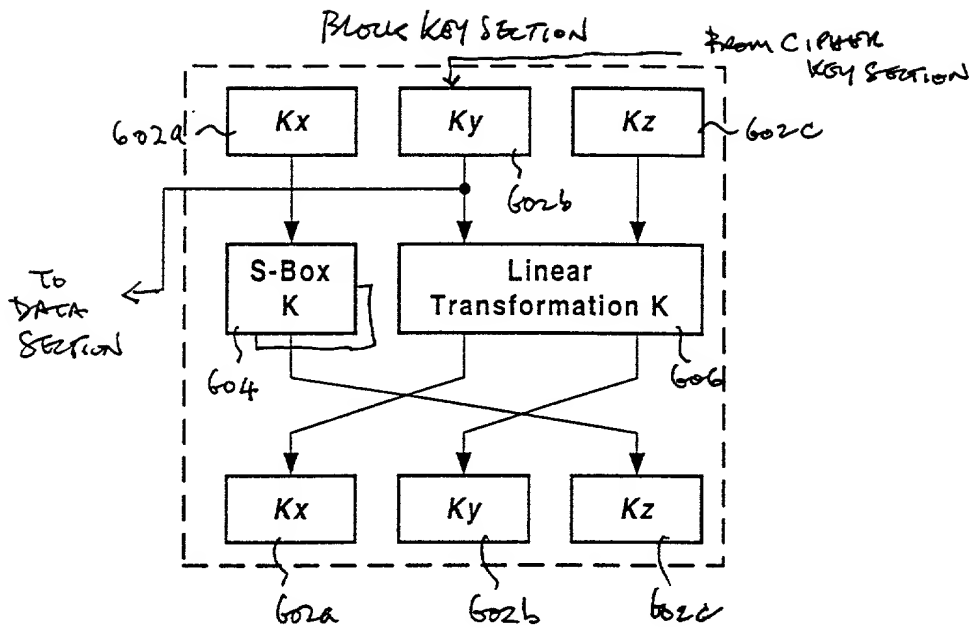 BLOCK KEY SECTION
FROM CIPHER
KEY SECTION
602a
Kx
Ky
Kz
602c
602b
TO
DATA
SECTION
S-Box
K
Linear
Transformation K
604
606
Kx
Ky
Kz
602a
602b
602c